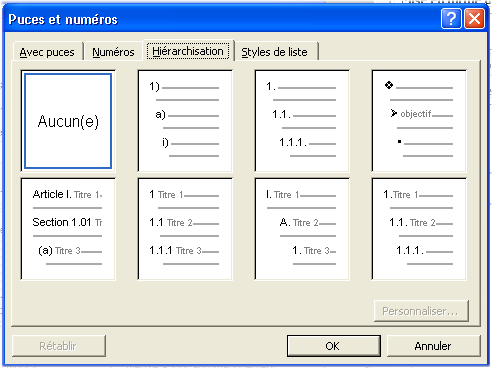 Puces et numéros
Avec puces Numéros Hiérarchisation Styles de liste
Aucun(e)
1)
a)
i)
1.
1.1.
1.1.1.
objectif
Article I. Titre 1
Section 1.01 Titre
(a) Titre 3
1 Titre 1
1.1 Titre 2
1.1.1 Titre 3
I. Titre 1
A. Titre 2
1. Titre 3
1.Titre 1
1.1. Titre 2
1.1.1.
Personnaliser...
Rétablir OK Annuler